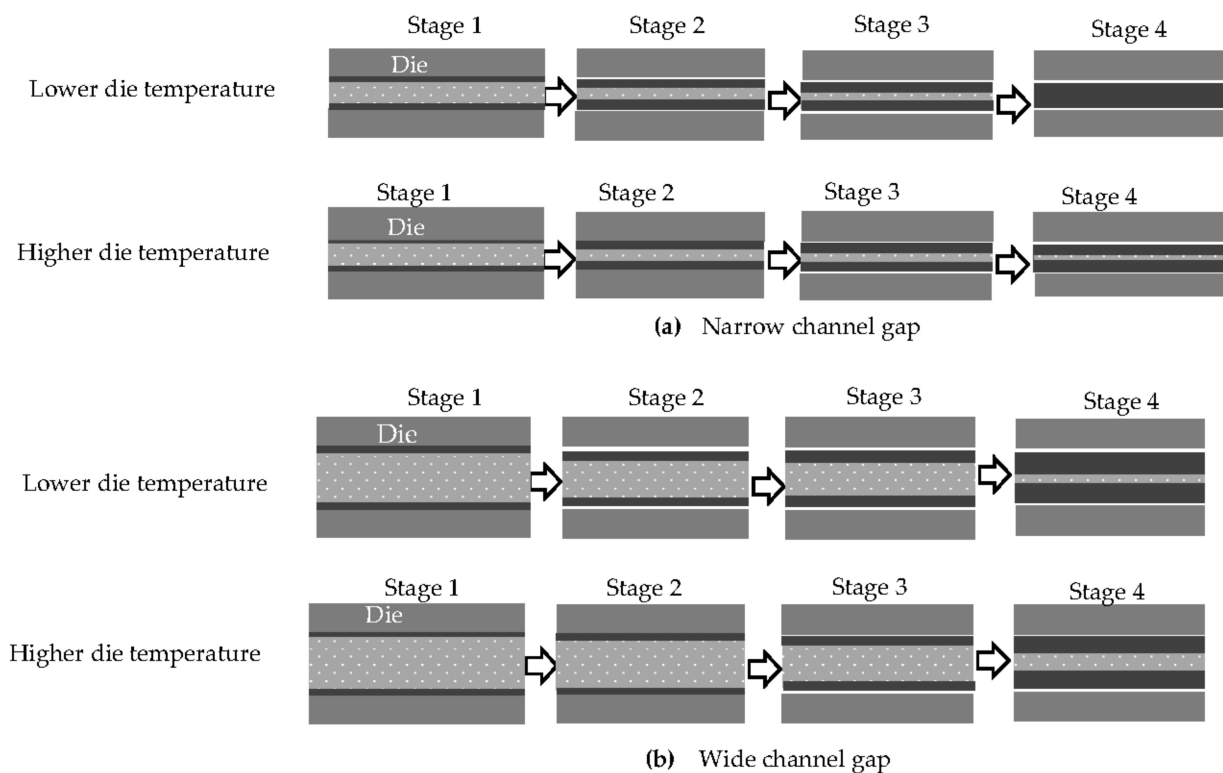 Stage 1 Stage 2 Stage 3 Stage 4
Lower die temperature Die
Stage 1 Stage 2 Stage 3 Stage 4
Higher die temperature Die
(a) Narrow channel gap
Stage 1 Stage 2 Stage 3 Stage 4
Lower die temperature Die
Stage 1 Stage 2 Stage 3 Stage 4
Higher die temperature Die
(b) Wide channel gap